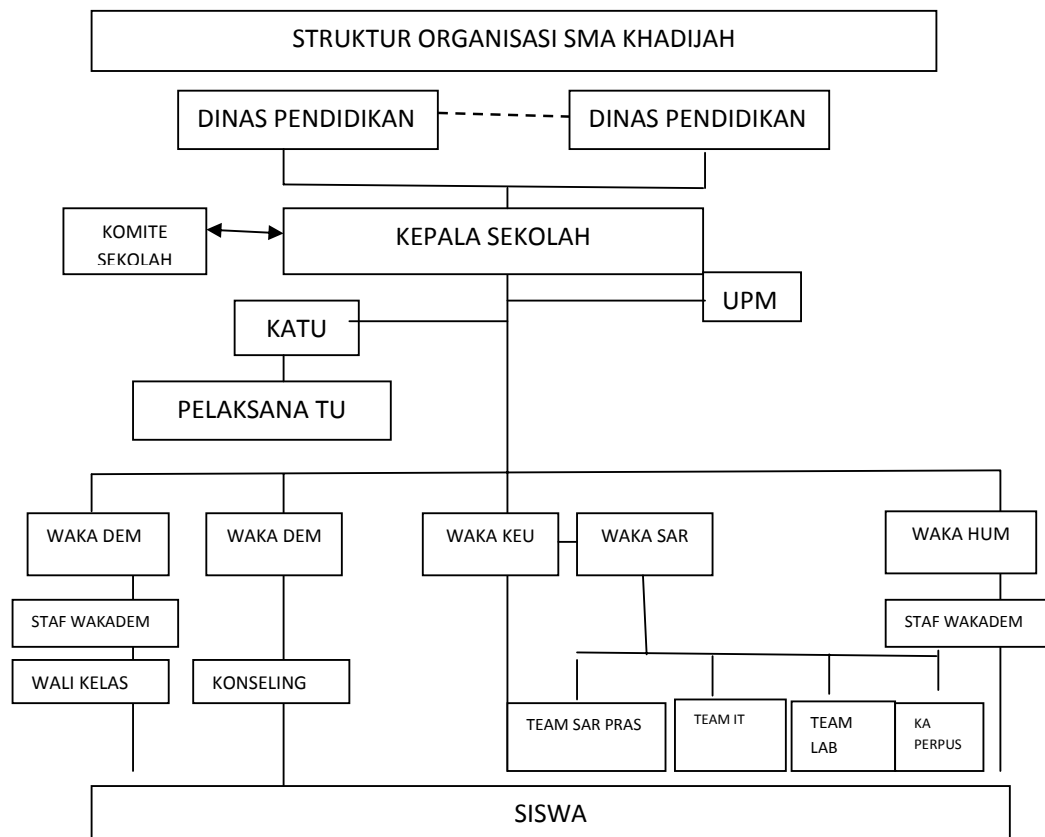 STRUKTUR ORGANISASI SMA KHADIJAH
DINAS PENDIDIKAN
DINAS PENDIDIKAN
KOMITE
SEKOLAH
KEPALA SEKOLAH
UPM
KATU
PELAKSANA TU
WAKA DEM
WAKA DEM
WAKA KEU
WAKA SAR
WAKA HUM
STAF WAKADEM
STAF WAKADEM
WALI KELAS
KONSELING
TEAM SAR PRAS
TEAM IT
TEAM
LAB
KA
PERPUS
SISWA